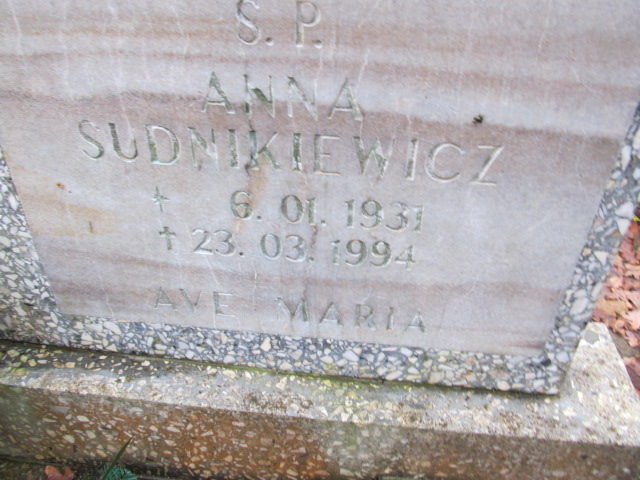 S.P.
ANNA
SUDNIKIEWICZ
* 6. 01. 1931
† 23. 03. 1994
AVE MARIA